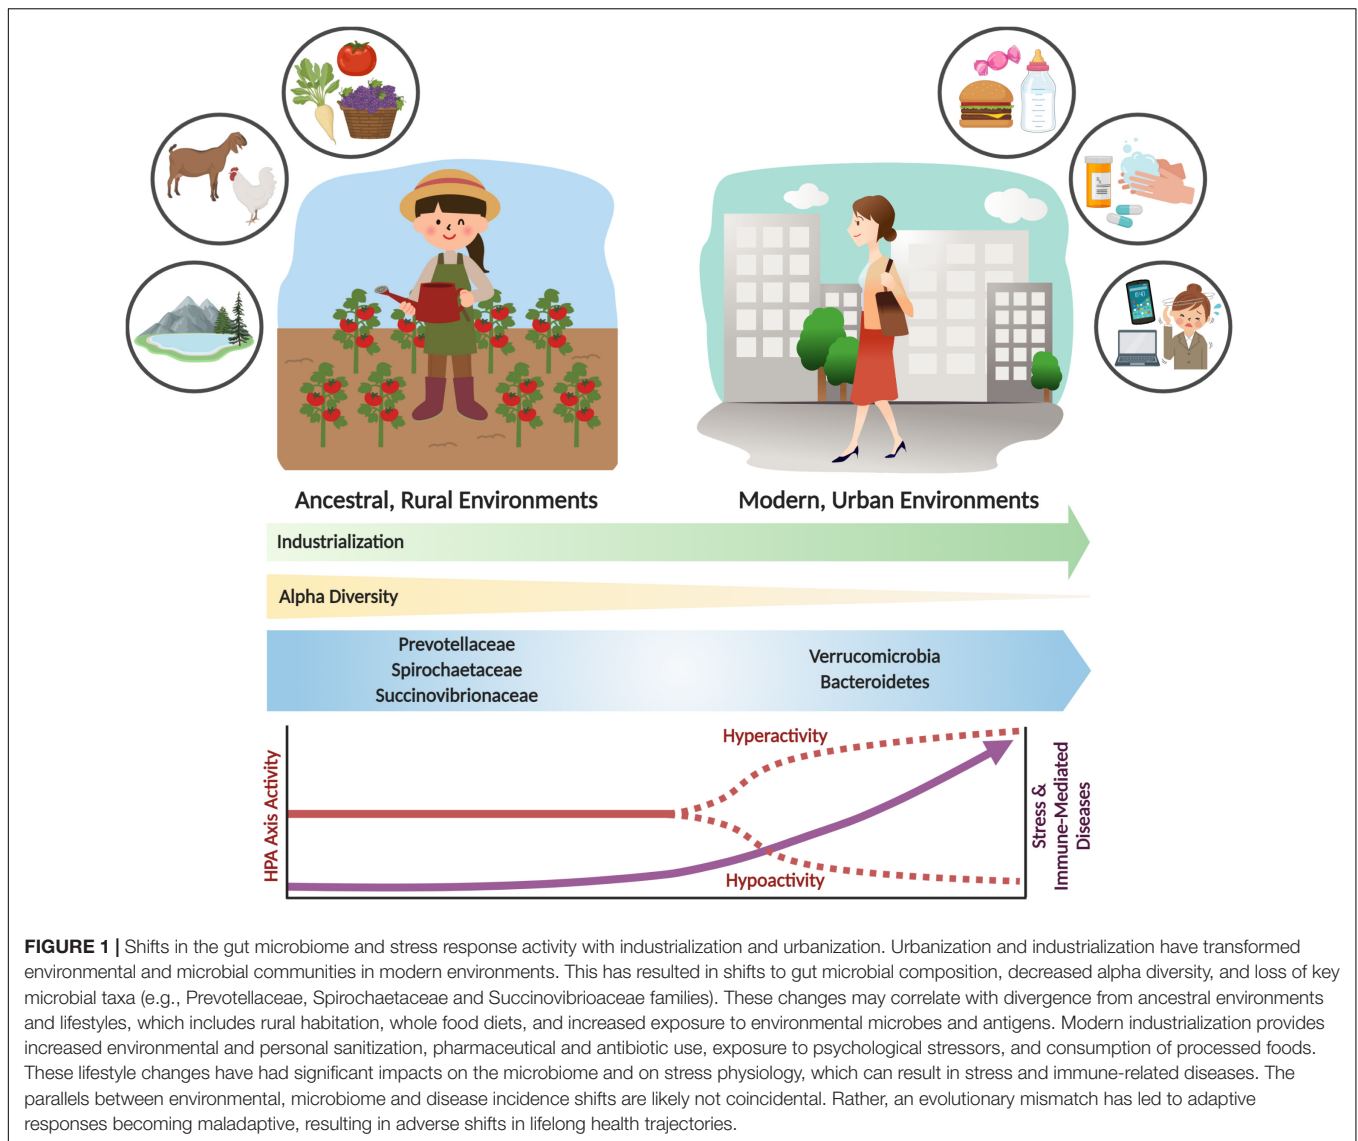 Ancestral, Rural Environments
Modern, Urban Environments
Industrialization
Alpha Diversity
Prevotellaceae
Spirochaetaceae
Succinovibrionaceae
Verrucomicrobia
Bacteroidetes
HPA Axis Activity
Hyperactivity
Hypoactivity
Stress &
Immune-Mediated
Diseases
FIGURE 1 | Shifts in the gut microbiome and stress response activity with industrialization and urbanization. Urbanization and industrialization have transformed
environmental and microbial communities in modern environments. This has resulted in shifts to gut microbial composition, decreased alpha diversity, and loss of key
microbial taxa (e.g., Prevotellaceae, Spirochaetaceae and Succinovibrioaceae families). These changes may correlate with divergence from ancestral environments
and lifestyles, which includes rural habitation, whole food diets, and increased exposure to environmental microbes and antigens. Modern industrialization provides
increased environmental and personal sanitization, pharmaceutical and antibiotic use, exposure to psychological stressors, and consumption of processed foods.
These lifestyle changes have had significant impacts on the microbiome and on stress physiology, which can result in stress and immune-related diseases. The
parallels between environmental, microbiome and disease incidence shifts are likely not coincidental. Rather, an evolutionary mismatch has led to adaptive
responses becoming maladaptive, resulting in adverse shifts in lifelong health trajectories.